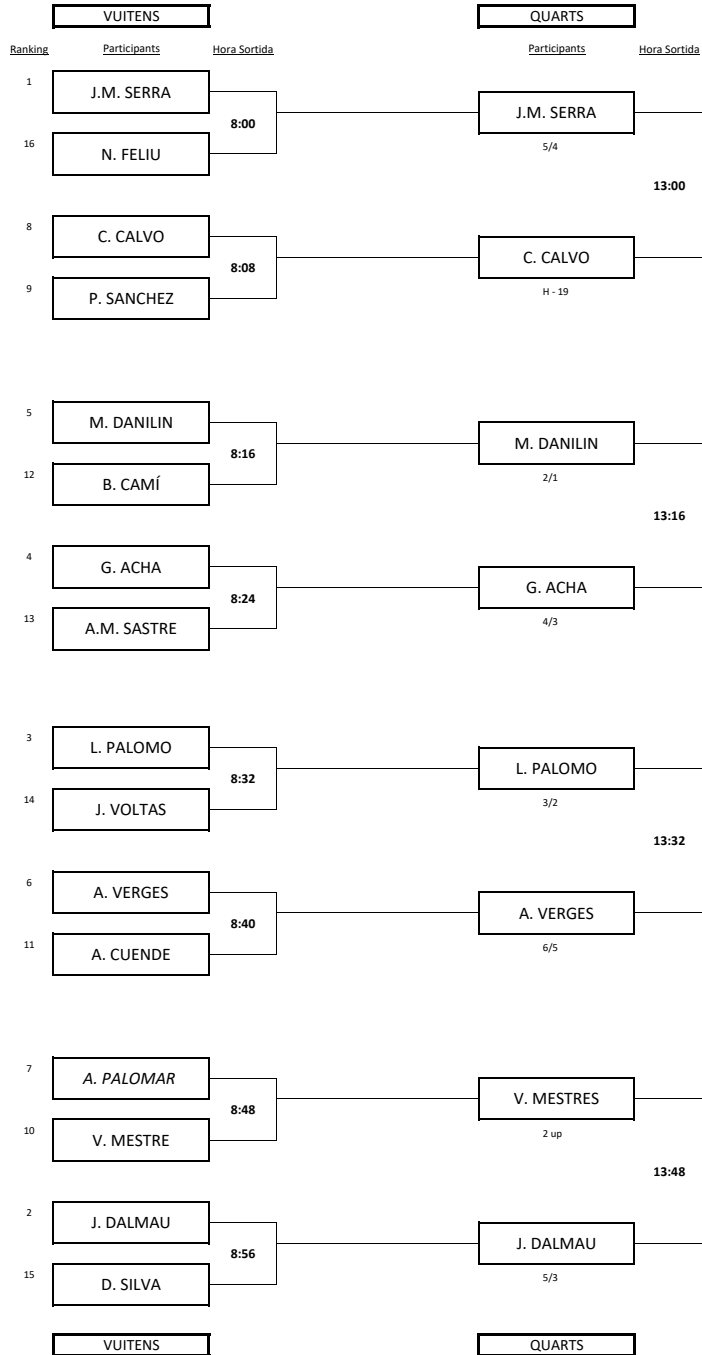 VUITENS QUARTS
Ranking Participants Hora Sortida Participants Hora Sortida
1 J.M. SERRA
J.M. SERRA
8:00
16 N. FELIU
5/4
13:00
8 C. CALVO
C. CALVO
8:08
9 P. SANCHEZ
H - 19
5 M. DANILIN
M. DANILIN
8:16
12 B. CAMÍ
2/1
13:16
4 G. ACHA
G. ACHA
8:24
13 A.M. SASTRE
4/3
3 L. PALOMO
L. PALOMO
8:32
14 J. VOLTAS
3/2
13:32
6 A. VERGES
A. VERGES
8:40
11 A. CUENDE
6/5
7 A. PALOMAR
V. MESTRES
8:48
10 V. MESTRE
2 up
13:48
2 J. DALMAU
J. DALMAU
8:56
15 D. SILVA
5/3
VUITENS QUARTS